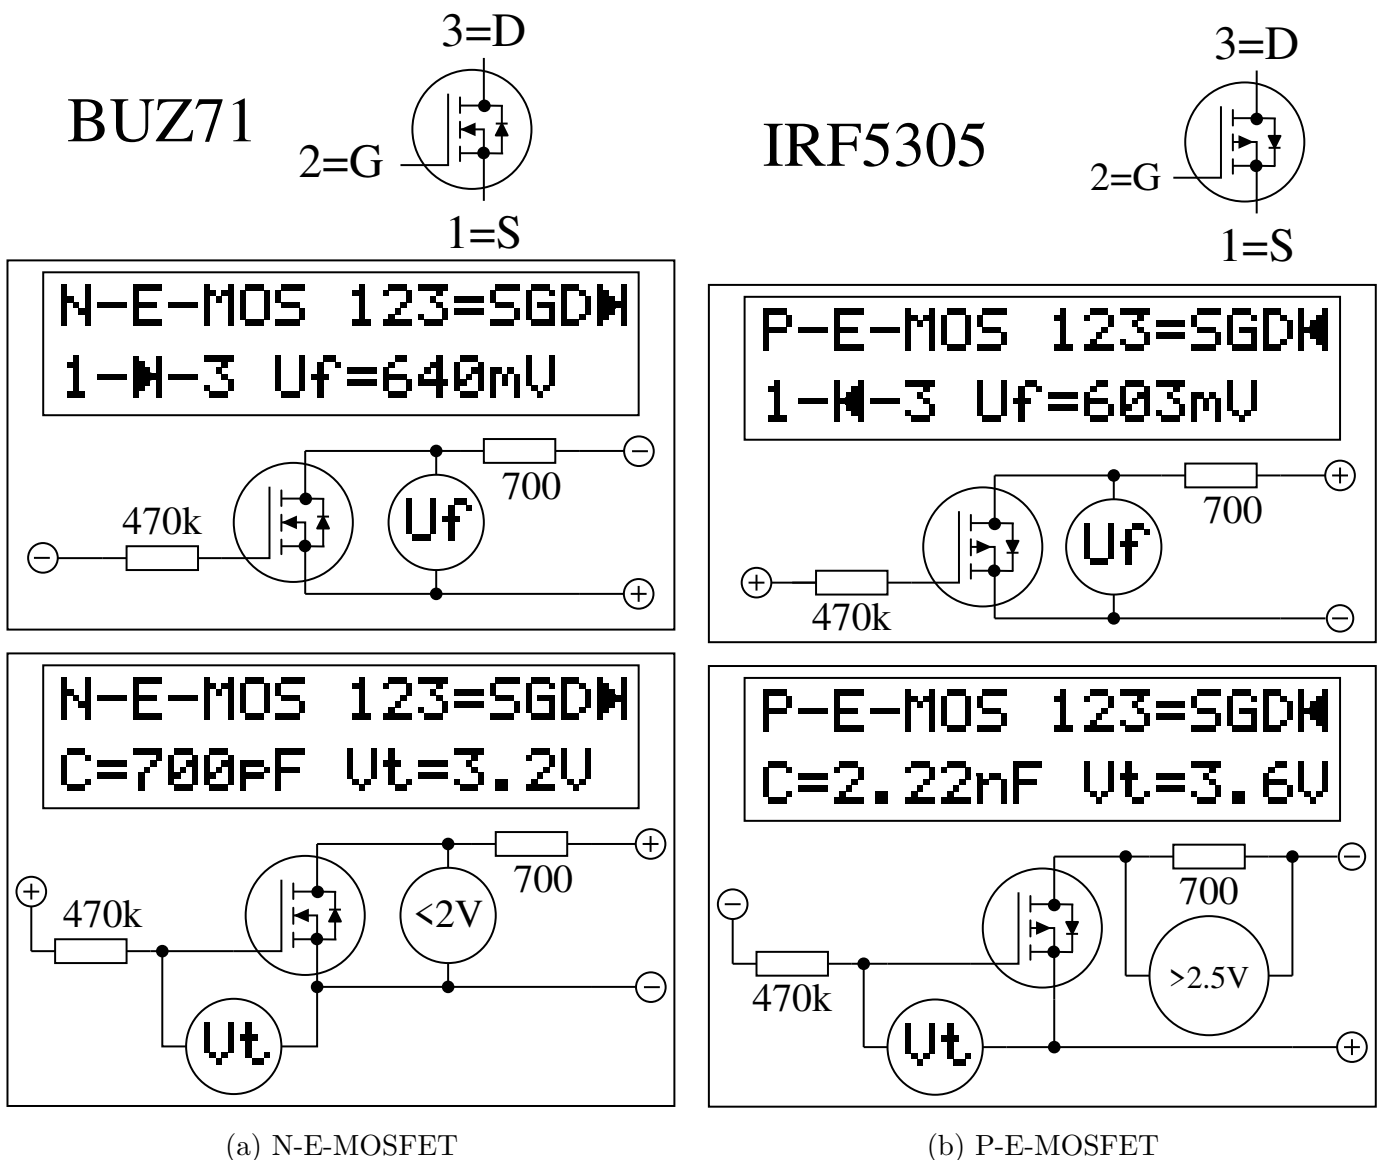 3=D
BUZ71
2=G
1=S
N-E-MOS 123=SGD
1- -3 Uf=640mV
700
Uf
470k
N-E-MOS 123=SGD
C=700pF Vt=3.2V
700
<2V
470k
Vt
(a) N-E-MOSFET
3=D
IRF5305
2=G
1=S
P-E-MOS 123=SGD
1- -3 Uf=603mV
700
Uf
470k
P-E-MOS 123=SGD
C=2.22nF Vt=3.6V
700
>2.5V
470k
Vt
(b) P-E-MOSFET